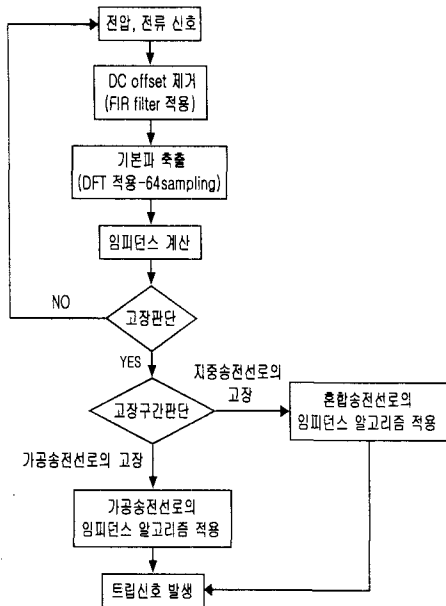 전압, 전류 신호
DC offset 제거
(FIR filter 적용)
기본파 축출
(DFT 적용-64sampling)
임피던스 계산
NO
고장판단
YES
지중송전선로의
고장
고장구간판단
혼합송전선로의
임피던스 알고리즘 적용
가공송전선로의 고장
가공송전선로의
임피던스 알고리즘 적용
트립신호 발생